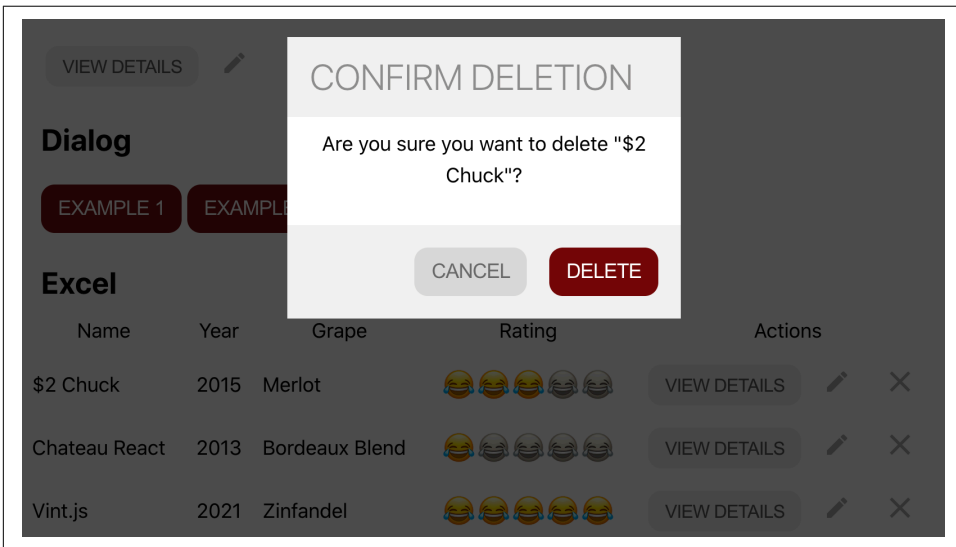 VIEW DETAILS
CONFIRM DELETION
Are you sure you want to delete "$2
Chuck"?
CANCEL DELETE
Dialog
EXAMPLE 1 EXAMPLE
Excel
Name Year Grape Rating Actions
$2 Chuck 2015 Merlot VIEW DETAILS
Chateau React 2013 Bordeaux Blend VIEW DETAILS
Vint.js 2021 Zinfandel VIEW DETAILS